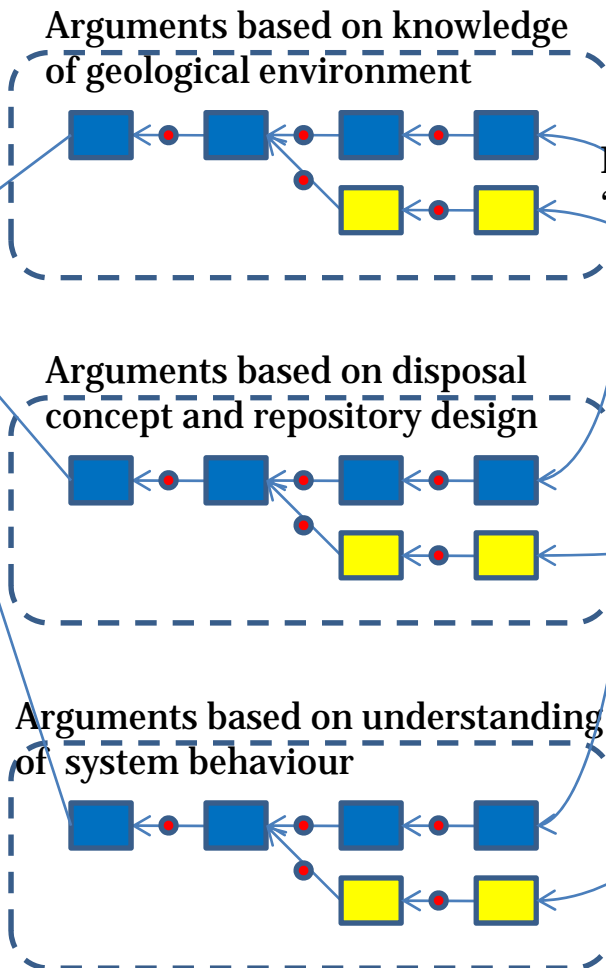 Arguments based on knowledge
of geological environment
Arguments based on disposal
concept and repository design
Arguments based on understanding
of  system behaviour